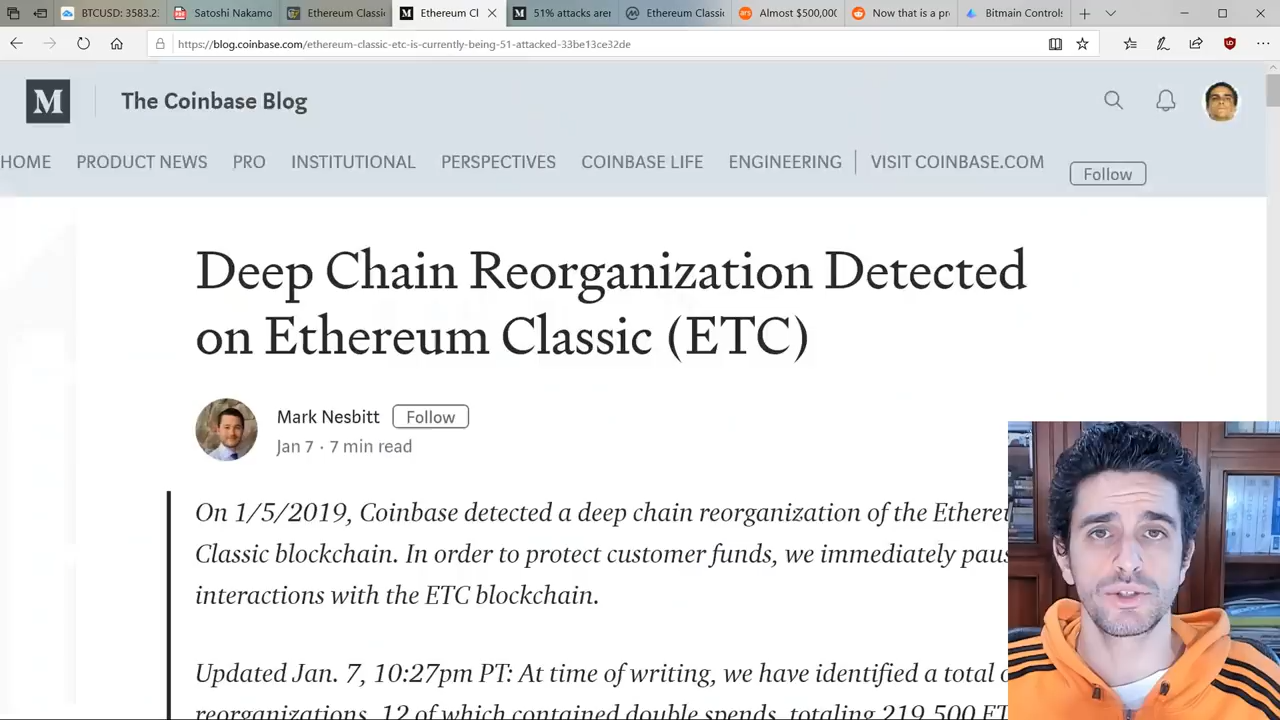 BTCUSD: 3583.2
Satoshi Nakamo
Ethereum Classi
Ethereum Cl
51% attacks arer
Ethereum Classic
Almost $500,00
Now that is a pr
Bitmain Control
https://blog.coinbase.com/ethereum-classic-etc-is-currently-being-51-attacked-33be13ce32de
M
The Coinbase Blog
HOME
PRODUCT NEWS
PRO
INSTITUTIONAL
PERSPECTIVES
COINBASE LIFE
ENGINEERING
VISIT COINBASE.COM
Follow
Deep Chain Reorganization Detected
on Ethereum Classic (ETC)
Mark Nesbitt
Follow
Jan 7 · 7 min read
On 1/5/2019, Coinbase detected a deep chain reorganization of the Ethereu
Classic blockchain. In order to protect customer funds, we immediately paus
interactions with the ETC blockchain.
Updated Jan. 7, 10:27pm PT: At time of writing, we have identified a total o
reorganizations, 12 of which contained double spends, totaling 219,500 ET